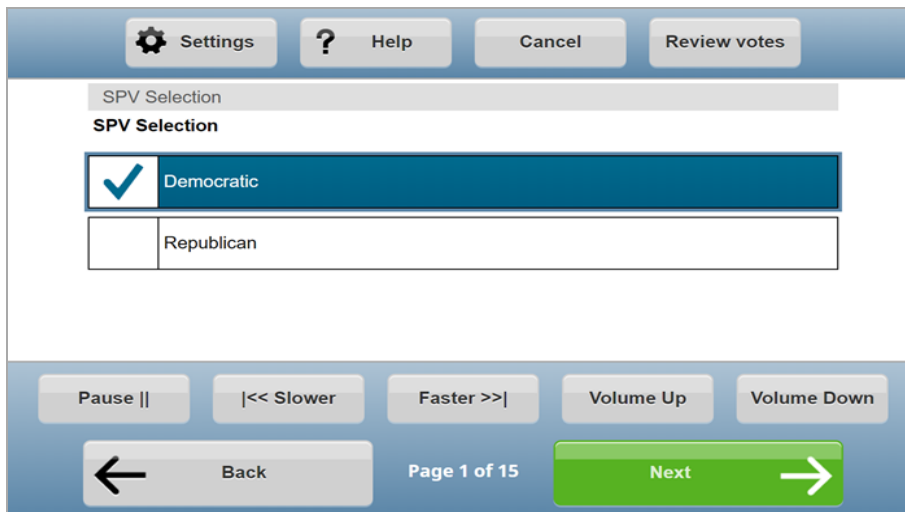 Settings ? Help Cancel Review votes
SPV Selection
SPV Selection
Democratic
Republican
Pause || |<< Slower Faster >>| Volume Up Volume Down
Back Page 1 of 15 Next